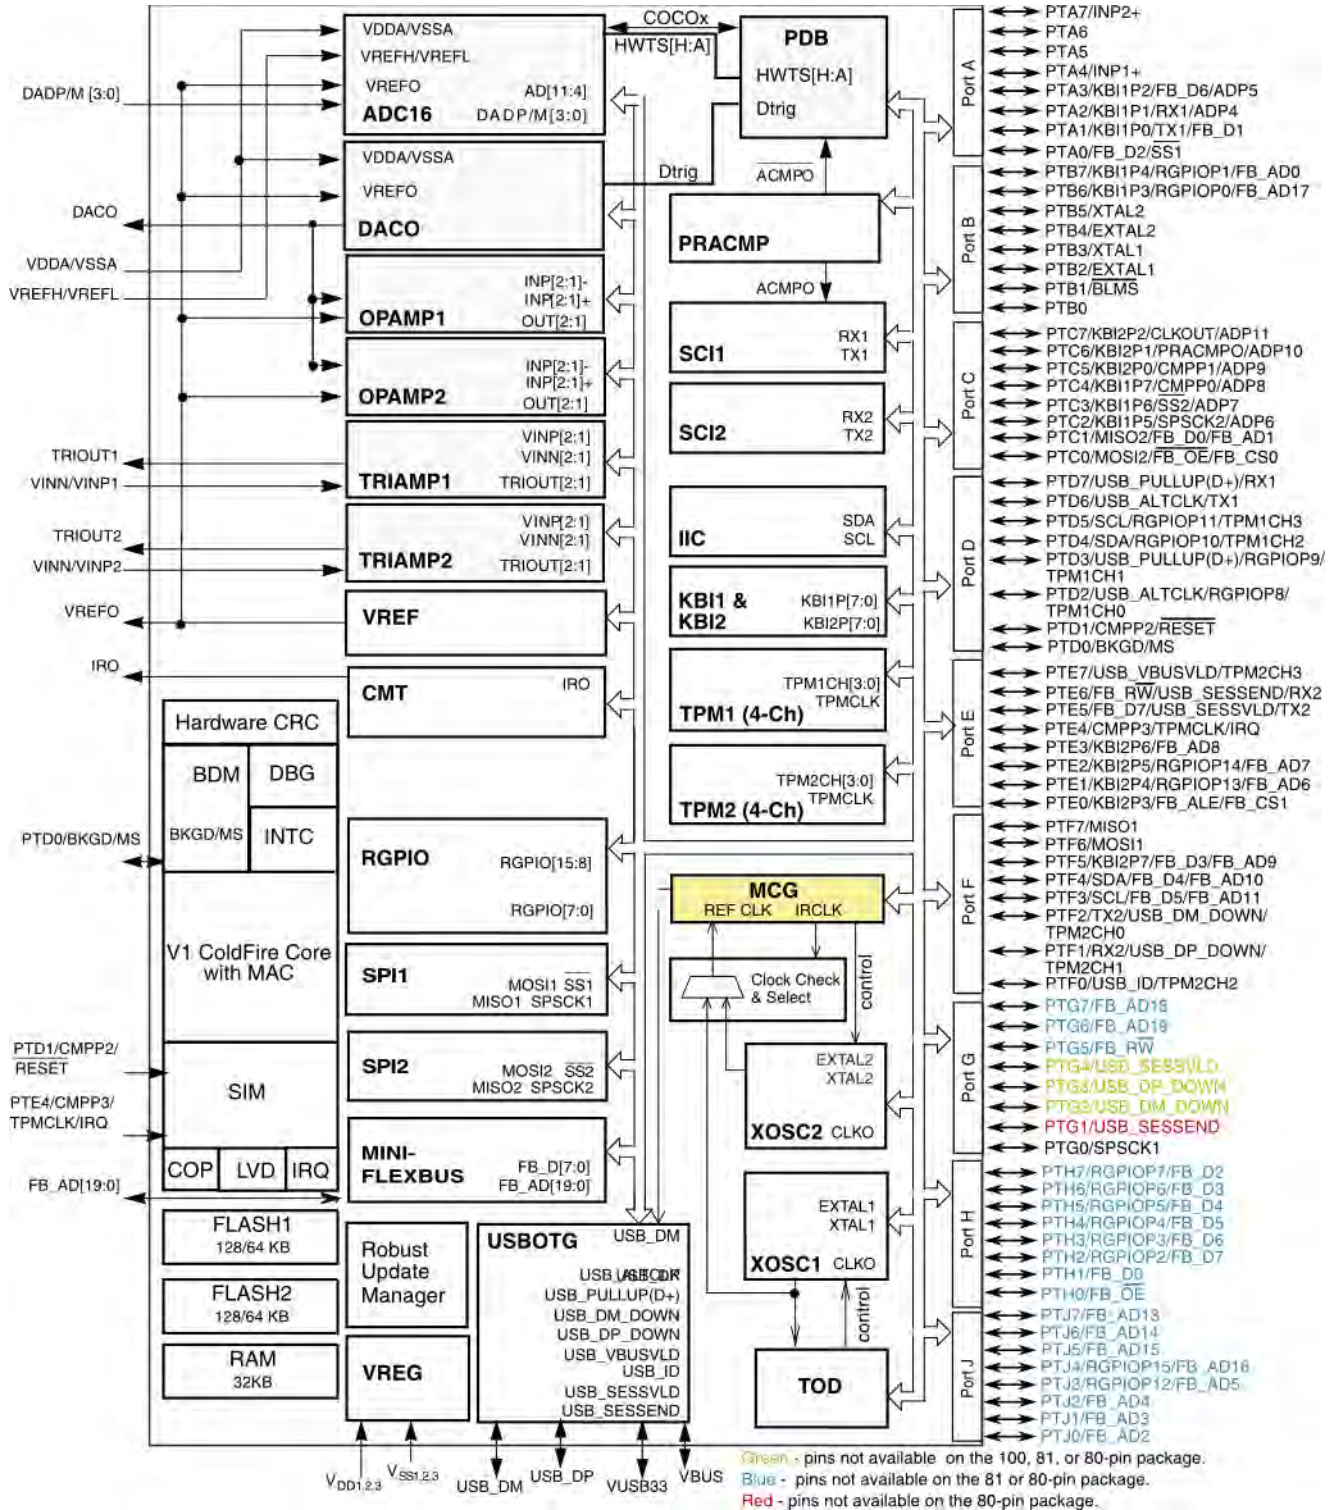 DADP/M [3:0]
DACO
VDDA/VSSA
VREFH/VREFL
TRIOUT1
VINN/VINP1
TRIOUT2
VINN/VINP2
VREFO
IRO
PTD0/BKGD/MS
PTD1/CMPP2/
RESET
PTE4/CMPP3/
TPMCLK/IRQ
FB_AD[19:0]
VDDA/VSSA
VREFH/VREFL
VREFO
AD[11:4]
ADC16
DADP/M[3:0]
VDDA/VSSA
VREFO
DACO
INP[2:1]-
INP[2:1]+
OPAMP1
OUT[2:1]
INP[2:1]-
INP[2:1]+
OPAMP2
OUT[2:1]
VINP[2:1]
VINN[2:1]
TRIAMP1
TRIOUT[2:1]
VINP[2:1]
VINN[2:1]
TRIAMP2
TRIOUT[2:1]
VREF
CMT
IRO
Hardware CRC
BDM
DBG
BKGD/MS
INTC
V1 ColdFire Core
with MAC
SIM
COP
LVD
IRQ
FLASH1
128/64 KB
FLASH2
128/64 KB
RAM
32KB
RGPIO
RGPIO[15:8]
RGPIO[7:0]
SPI1
MOSI1 SS1
MISO1 SPSCK1
SPI2
MOSI2 SS2
MISO2 SPSCK2
MINI-
FLEXBUS
FB_D[7:0]
FB_AD[19:0]
Robust
Update
Manager
VREG
VDD1,2,3
VSS1,2,3
USBOTG
USB_DM
USB_PULLUP(D+)
USB_DM_DOWN
USB_DP_DOWN
USB_VBUSVLD
USB_ID
USB_SESSVLD
USB_SESSEND
USB_DM
USB_DP
VUSB33
VBUS
COCOx
HWTS[H:A]
PDB
HWTS[H:A]
Dtrig
Dtrig
ACMPO
PRACMP
ACMPO
SCI1
RX1
TX1
SCI2
RX2
TX2
IIC
SDA
SCL
KBI1 &
KBI2
KBI1P[7:0]
KBI2P[7:0]
TPM1CH[3:0]
TPMCLK
TPM1 (4-Ch)
TPM2CH[3:0]
TPMCLK
TPM2 (4-Ch)
MCG
REF CLK IRCLK
Clock Check
& Select
control
EXTAL2
XTAL2
XOSC2
CLKO
EXTAL1
XTAL1
XOSC1
CLKO
control
TOD
Port A
PTA7/INP2+
PTA6
PTA5
PTA4/INP1+
PTA3/KBI1P2/FB_D6/ADP5
PTA2/KBI1P1/RX1/ADP4
PTA1/KBI1P0/TX1/FB_D1
PTA0/FB_D2/SS1
Port B
PTB7/KBI1P4/RGPIOP1/FB_AD0
PTB6/KBI1P3/RGPIOP0/FB_AD17
PTB5/XTAL2
PTB4/EXTAL2
PTB3/XTAL1
PTB2/EXTAL1
PTB1/BLMS
PTB0
Port C
PTC7/KBI2P2/CLKOUT/ADP11
PTC6/KBI2P1/PRACMPO/ADP10
PTC5/KBI2P0/CMPP1/ADP9
PTC4/KBI1P7/CMPP0/ADP8
PTC3/KBI1P6/SS2/ADP7
PTC2/KBI1P5/SPSCK2/ADP6
PTC1/MISO2/FB_D0/FB_AD1
PTC0/MOSI2/FB_OE/FB_CS0
Port D
PTD7/USB_PULLUP(D+)/RX1
PTD6/USB_ALTCLK/TX1
PTD5/SCL/RGPIOP11/TPM1CH3
PTD4/SDA/RGPIOP10/TPM1CH2
PTD3/USB_PULLUP(D+)/RGPIOP9/
TPM1CH1
PTD2/USB_ALTCLK/RGPIOP8/
TPM1CH0
PTD1/CMPP2/RESET
PTD0/BKGD/MS
Port E
PTE7/USB_VBUSVLD/TPM2CH3
PTE6/FB_RW/USB_SESSEND/RX2
PTE5/FB_D7/USB_SESSVLD/TX2
PTE4/CMPP3/TPMCLK/IRQ
PTE3/KBI2P6/FB_AD8
PTE2/KBI2P5/RGPIOP14/FB_AD7
PTE1/KBI2P4/RGPIOP13/FB_AD6
PTE0/KBI2P3/FB_ALE/FB_CS1
Port F
PTF7/MISO1
PTF6/MOSI1
PTF5/KBI2P7/FB_D3/FB_AD9
PTF4/SDA/FB_D4/FB_AD10
PTF3/SCL/FB_D5/FB_AD11
PTF2/TX2/USB_DM_DOWN/
TPM2CH0
PTF1/RX2/USB_DP_DOWN/
TPM2CH1
PTF0/USB_ID/TPM2CH2
Port G
PTG7/FB_AD18
PTG6/FB_AD19
PTG5/FB_RW
PTG4/USB_SESSVLD
PTG3/USB_DP_DOWN
PTG2/USB_DM_DOWN
PTG1/USB_SESSEND
PTG0/SPSCK1
Port H
PTH7/RGPIOP7/FB_D2
PTH6/RGPIOP6/FB_D3
PTH5/RGPIOP5/FB_D4
PTH4/RGPIOP4/FB_D5
PTH3/RGPIOP3/FB_D6
PTH2/RGPIOP2/FB_D7
PTH1/FB_D0
PTH0/FB_OE
Port J
PTJ7/FB_AD13
PTJ6/FB_AD14
PTJ5/FB_AD15
PTJ4/RGPIOP15/FB_AD16
PTJ3/RGPIOP12/FB_AD5
PTJ2/FB_AD4
PTJ1/FB_AD3
PTJ0/FB_AD2
Green - pins not available on the 100, 81, or 80-pin package.
Blue - pins not available on the 81 or 80-pin package.
Red - pins not available on the 80-pin package.